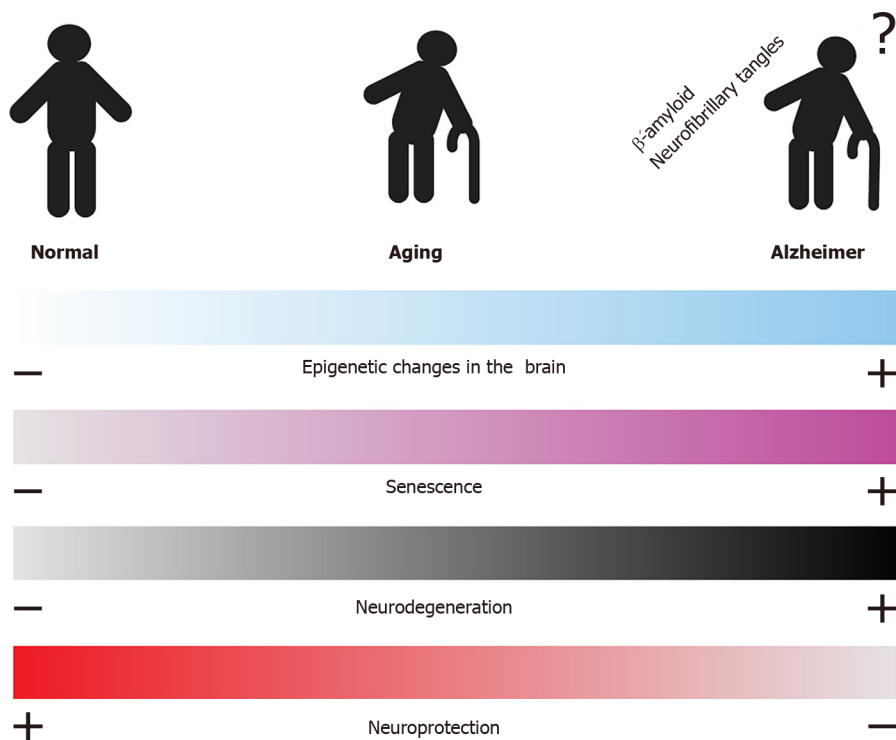 ?
β-amyloid
Neurofibrillary tangles
Normal Aging Alzheimer
Epigenetic changes in the brain
− +
Senescence
− +
Neurodegeneration
− +
Neuroprotection
+ −